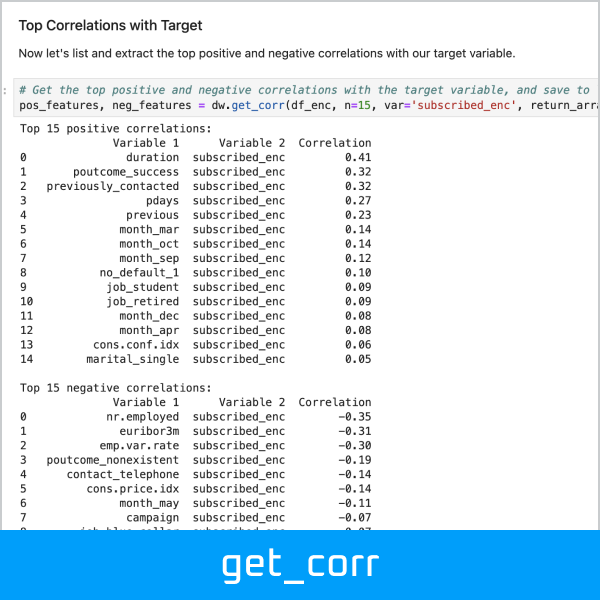 Top Correlations with Target
Now let's list and extract the top positive and negative correlations with our target variable.
: # Get the top positive and negative correlations with the target variable, and save to
pos_features, neg_features = dw.get_corr(df_enc, n=15, var='subscribed_enc', return_arra
Top 15 positive correlations:
Variable 1 Variable 2 Correlation
0 duration subscribed_enc 0.41
1 poutcome_success subscribed_enc 0.32
2 previously_contacted subscribed_enc 0.32
3 pdays subscribed_enc 0.27
4 previous subscribed_enc 0.23
5 month_mar subscribed_enc 0.14
6 month_oct subscribed_enc 0.14
7 month_sep subscribed_enc 0.12
8 no_default_1 subscribed_enc 0.10
9 job_student subscribed_enc 0.09
10 job_retired subscribed_enc 0.09
11 month_dec subscribed_enc 0.08
12 month_apr subscribed_enc 0.08
13 cons.conf.idx subscribed_enc 0.06
14 marital_single subscribed_enc 0.05
Top 15 negative correlations:
Variable 1 Variable 2 Correlation
0 nr.employed subscribed_enc -0.35
1 euribor3m subscribed_enc -0.31
2 emp.var.rate subscribed_enc -0.30
3 poutcome_nonexistent subscribed_enc -0.19
4 contact_telephone subscribed_enc -0.14
5 cons.price.idx subscribed_enc -0.14
6 month_may subscribed_enc -0.11
7 campaign subscribed_enc -0.07
get_corr